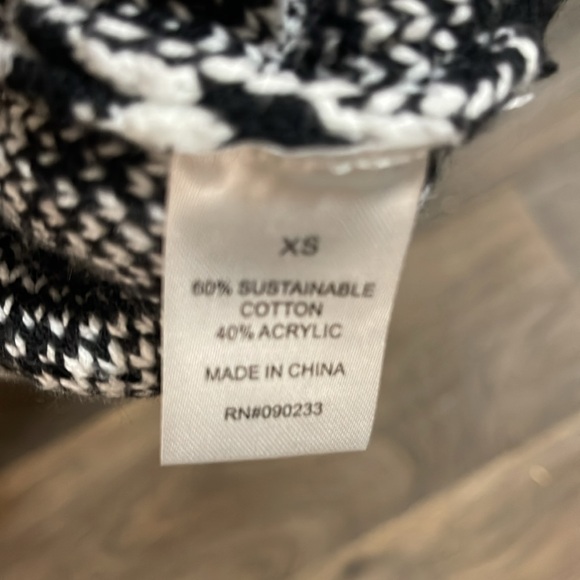 XS
60% SUSTAINABLE
COTTON
40% ACRYLIC
MADE IN CHINA
RN#090233